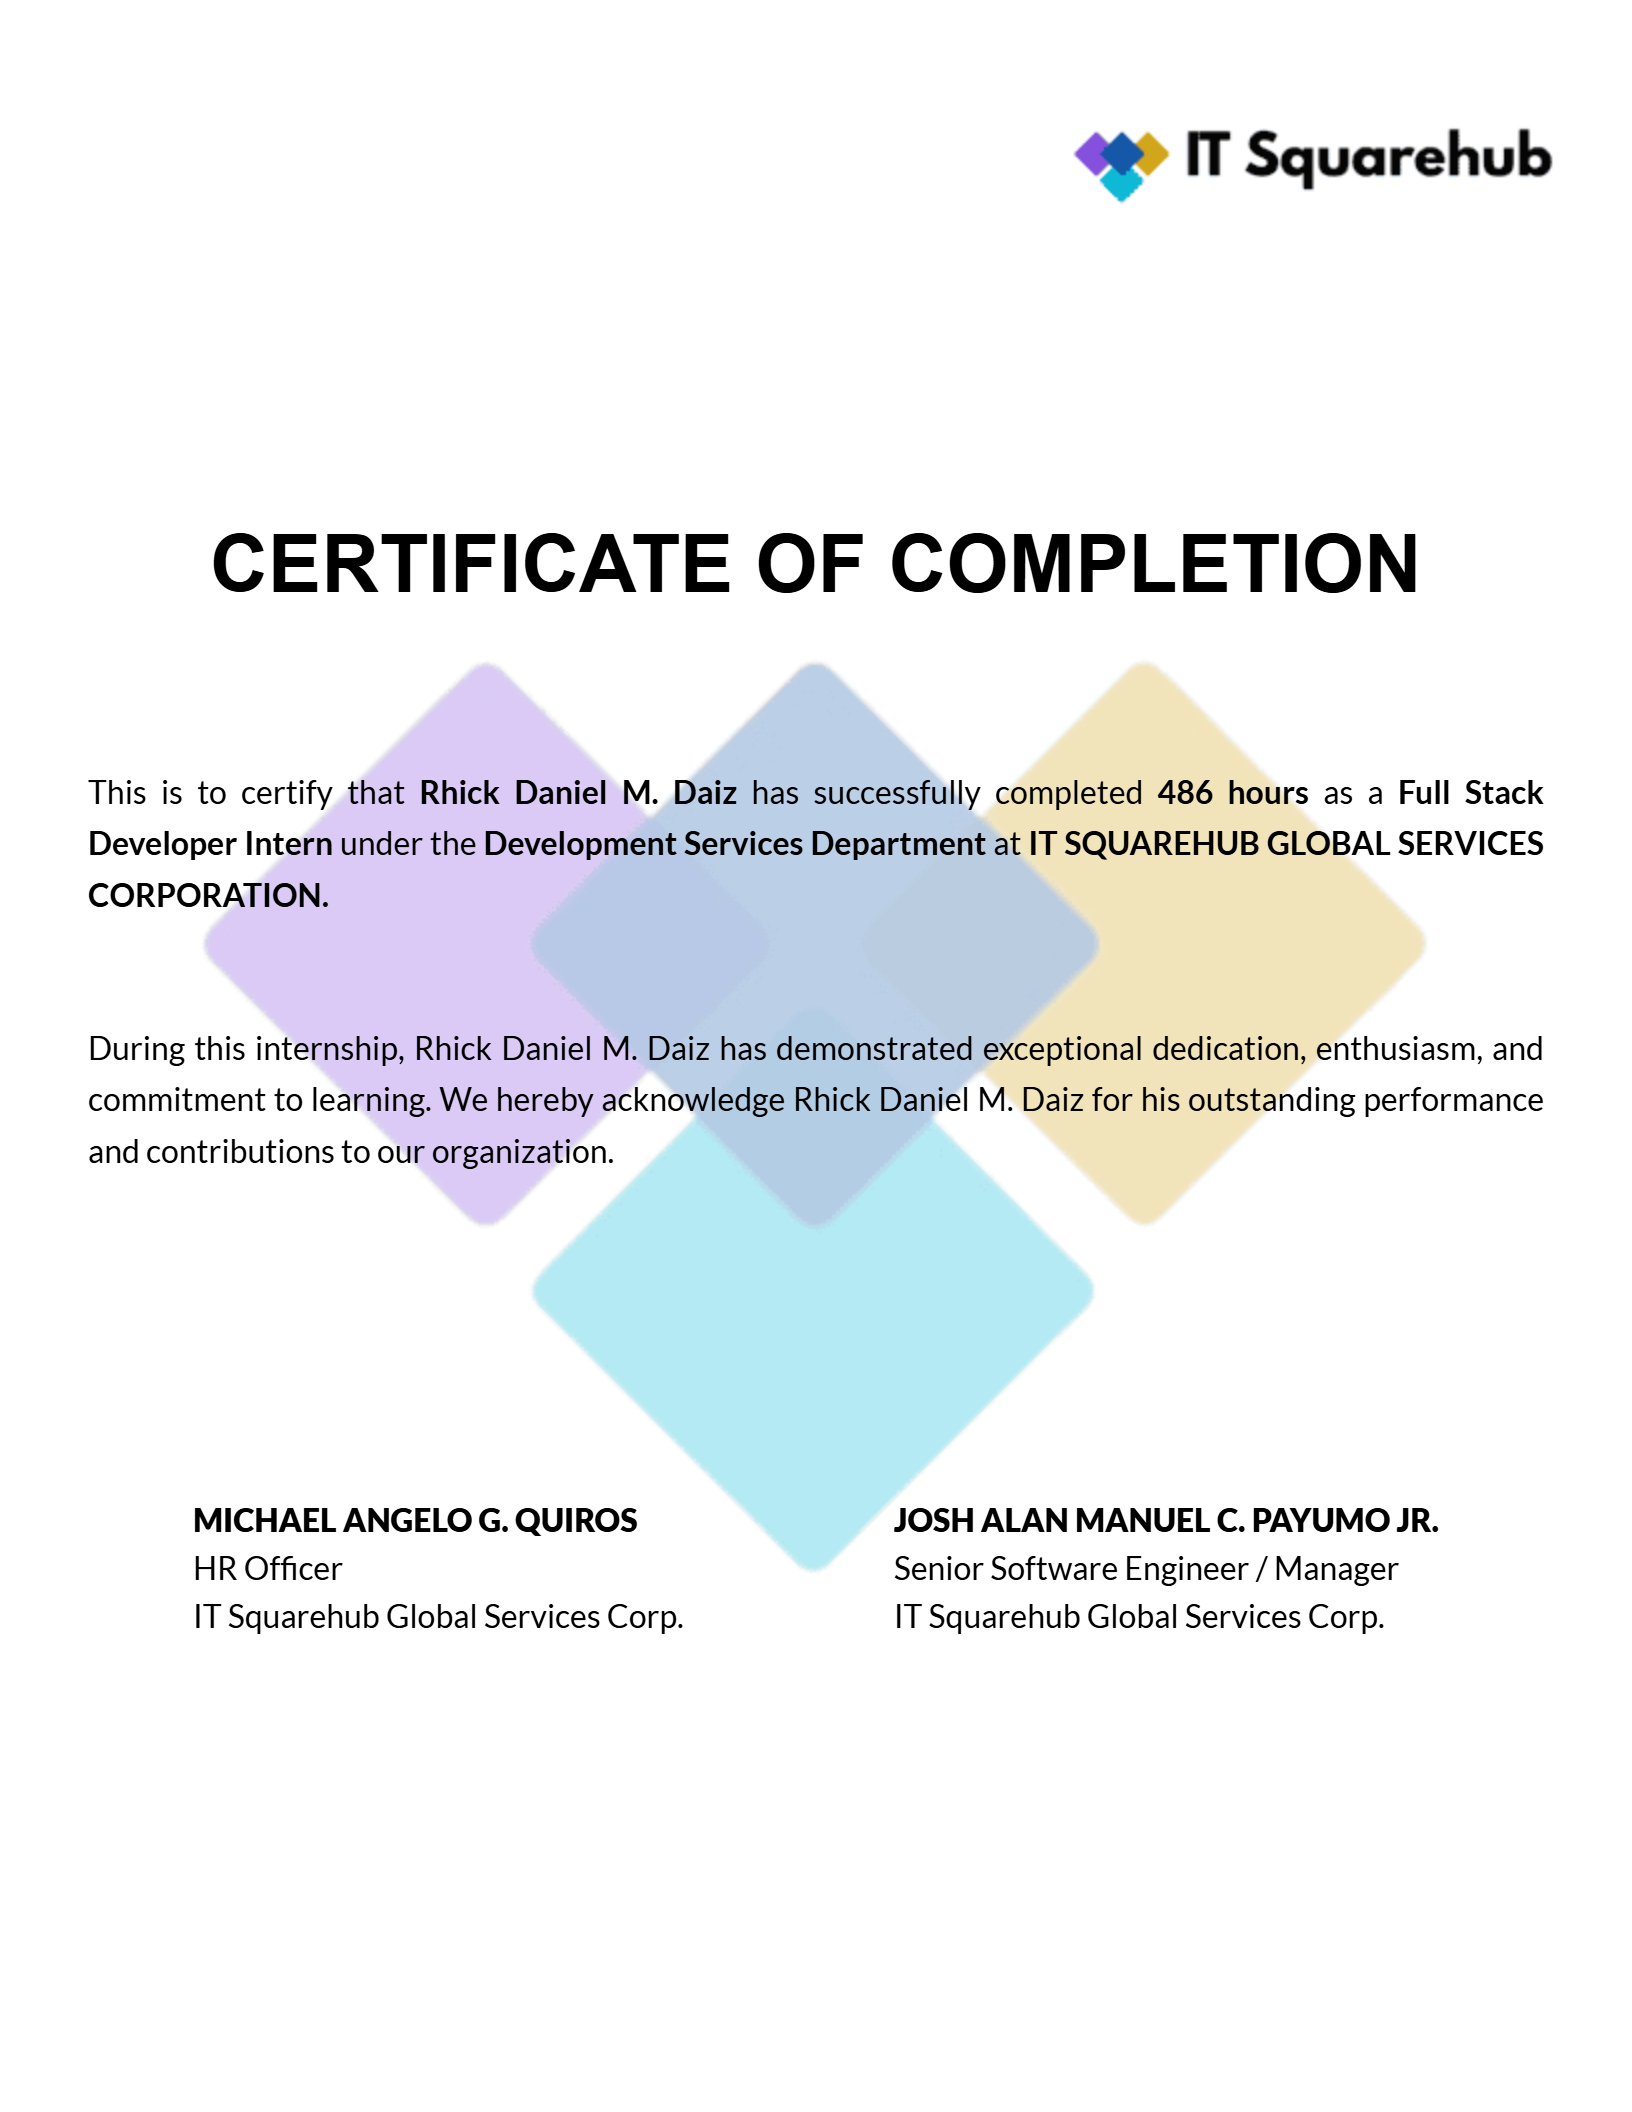 IT Squarehub
CERTIFICATE OF COMPLETION
This is to certify that Rhick Daniel M. Daiz has successfully completed 486 hours as a Full Stack
Developer Intern under the Development Services Department at IT SQUAREHUB GLOBAL SERVICES
CORPORATION.
During this internship, Rhick Daniel M. Daiz has demonstrated exceptional dedication, enthusiasm, and
commitment to learning. We hereby acknowledge Rhick Daniel M. Daiz for his outstanding performance
and contributions to our organization.
MICHAEL ANGELO G. QUIROS
HR Officer
IT Squarehub Global Services Corp.
JOSH ALAN MANUEL C. PAYUMO JR.
Senior Software Engineer / Manager
IT Squarehub Global Services Corp.